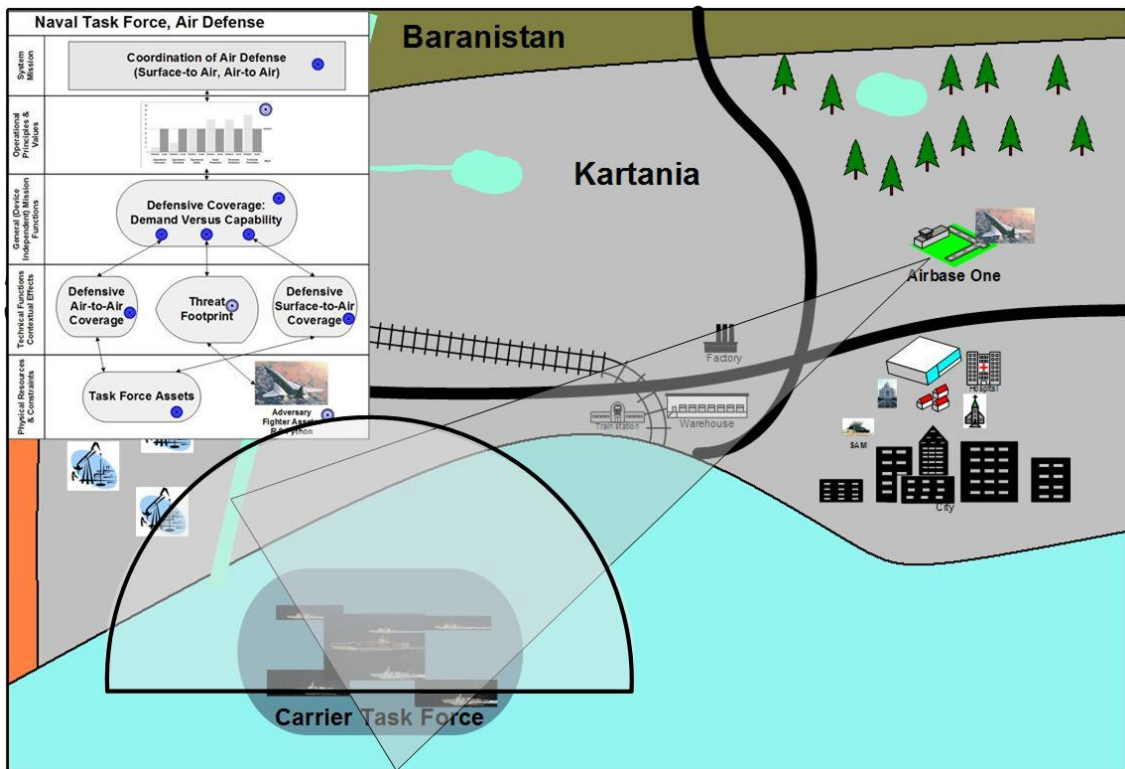 Naval Task Force, Air Defense
System
Mission
Coordination of Air Defense
(Surface-to Air, Air-to Air)
Operational
Principles &
Values
General (Device
Independent) Mission
Functions
Defensive Coverage:
Demand Versus Capability
Technical Functions
Contextual Effects
Defensive
Air-to-Air
Coverage
Threat
Footprint
Defensive
Surface-to-Air
Coverage
Physical Resources
& Constraints
Task Force Assets
Adversary
Fighter Asset
Baranistan
Kartania
Airbase One
Factory
Train station
Warehouse
Hospital
SAM
City
Carrier Task Force